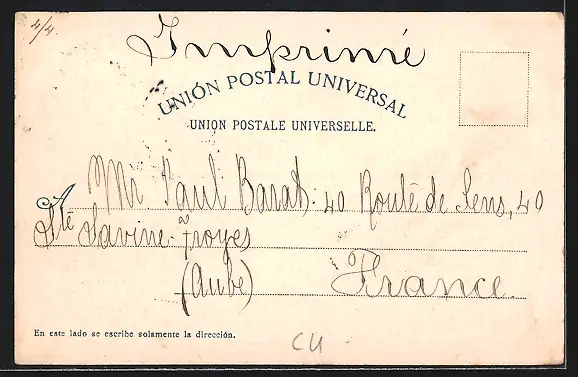 4/4
Imprimé
UNIÓN POSTAL UNIVERSAL
UNION POSTALE UNIVERSELLE.
A Mr Paul Barat. 40 Route de Sens, 40
Ste Savine-Troyes
(Aube) France.
En este lado se escribe solamente la dirección.
CU